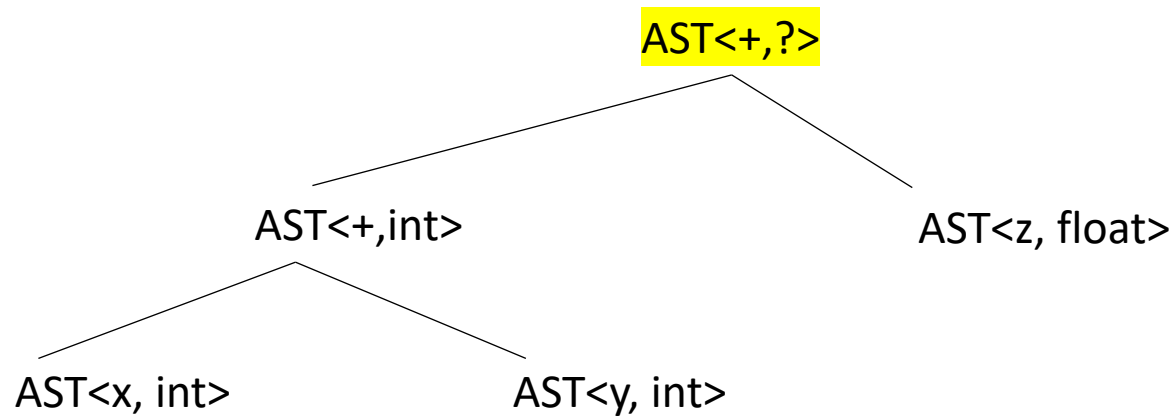 AST<+,?>
AST<+,int>
AST<z, float>
AST<x, int>
AST<y, int>